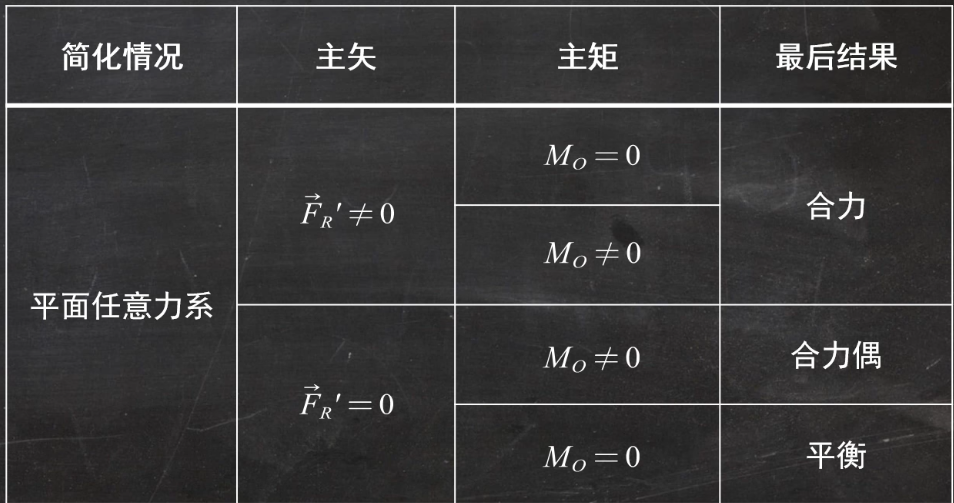 简化情况 主矢 主矩 最后结果
平面任意力系
$\vec{F}_R{}' \neq 0$
$M_O = 0$
$M_O \neq 0$
合力
$\vec{F}_R{}' = 0$
$M_O \neq 0$
合力偶
$M_O = 0$
平衡